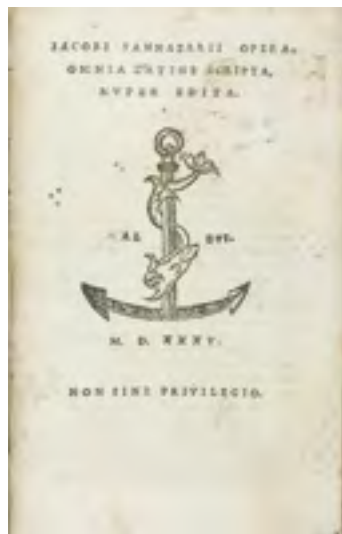 IACOBI SANNAZARII OPERA
OMNIA LATINE SCRIPTA,
NVPER EDITA.
AL DVS.
M. D. XXXV.
NON SINE PRIVILEGIO.